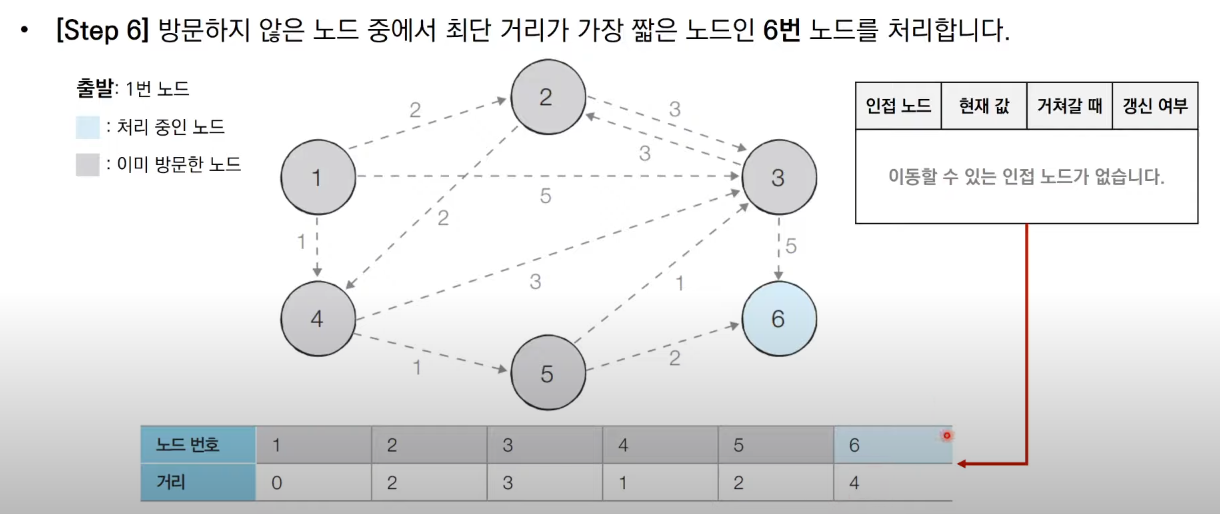 • [Step 6] 방문하지 않은 노드 중에서 최단 거리가 가장 짧은 노드인 6번 노드를 처리합니다.
출발: 1번 노드
: 처리 중인 노드
: 이미 방문한 노드
2
2
3
3
1
3
5
2
1
5
3
1
4
6
1
2
5
인접 노드 현재 값 거쳐갈 때 갱신 여부
이동할 수 있는 인접 노드가 없습니다.
노드 번호 1 2 3 4 5 6
거리 0 2 3 1 2 4